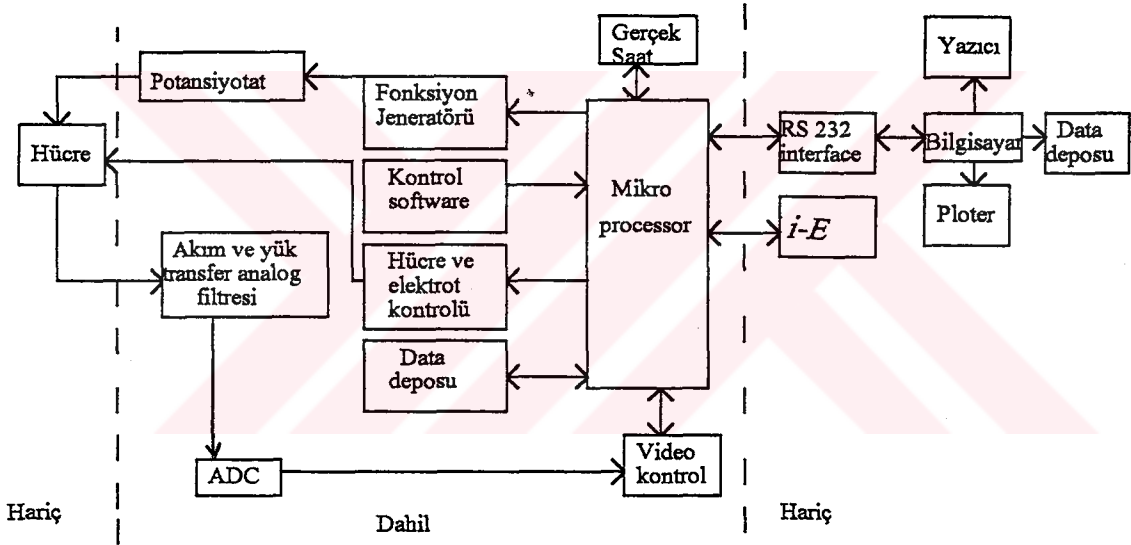 Gerçek
Saat
Yazıcı
Potansiyotat
Fonksiyon
Jeneratörü
Hücre
RS 232
interface
Bilgisayar
Data
deposu
Kontrol
software
Mikro
processor
i-E
Ploter
Akım ve yük
transfer analog
filtresi
Hücre ve
elektrot
kontrolü
Data
deposu
ADC
Video
kontrol
Hariç
Dahil
Hariç